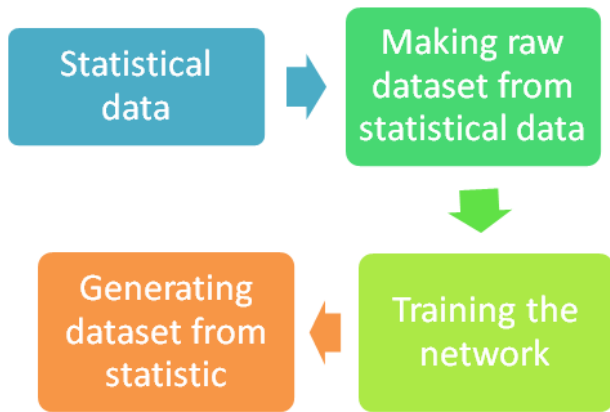 Statistical
data
Making raw
dataset from
statistical data
Training the
network
Generating
dataset from
statistic